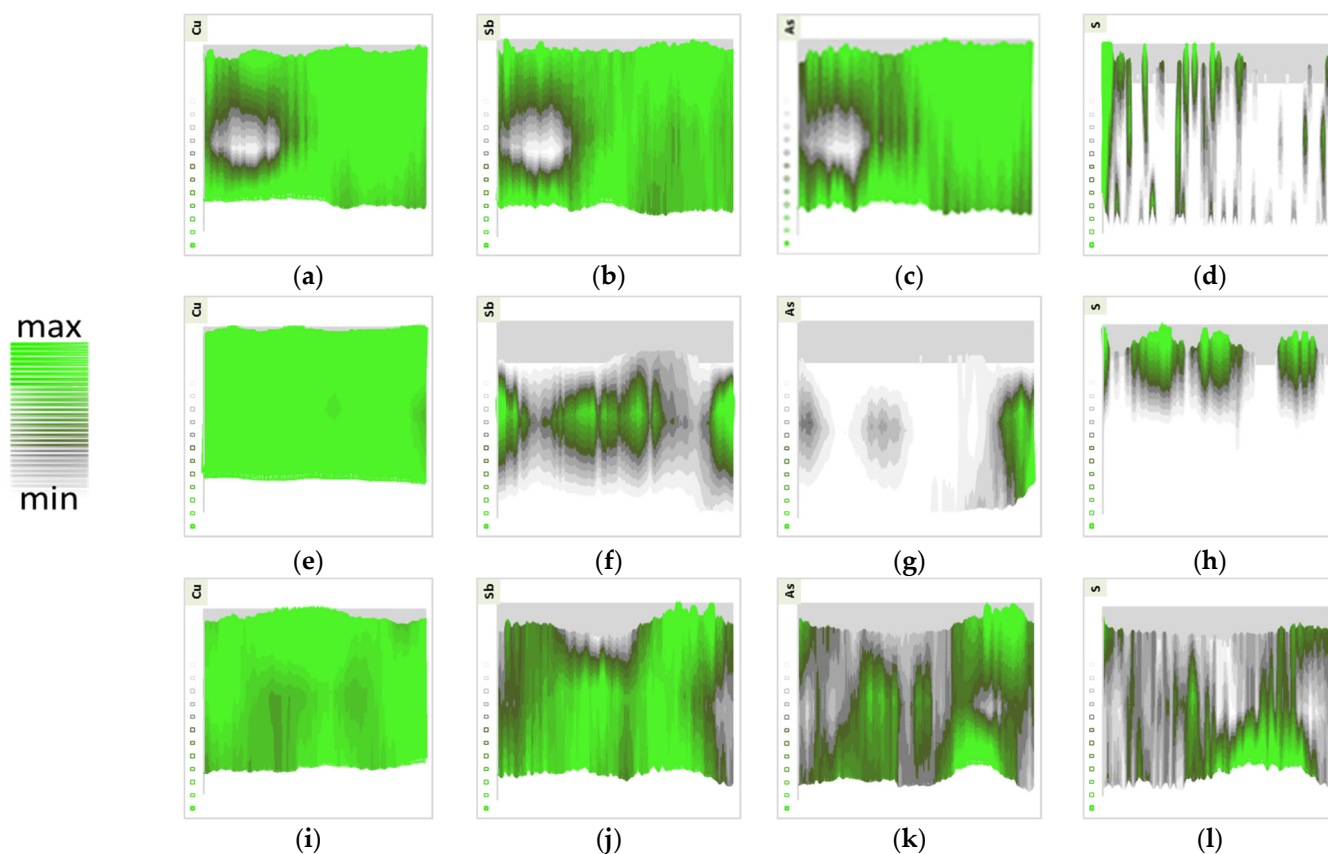 Cu Sb As S
(a) (b) (c) (d)
max
min
Cu Sb As S
(e) (f) (g) (h)
Cu Sb As S
(i) (j) (k) (l)